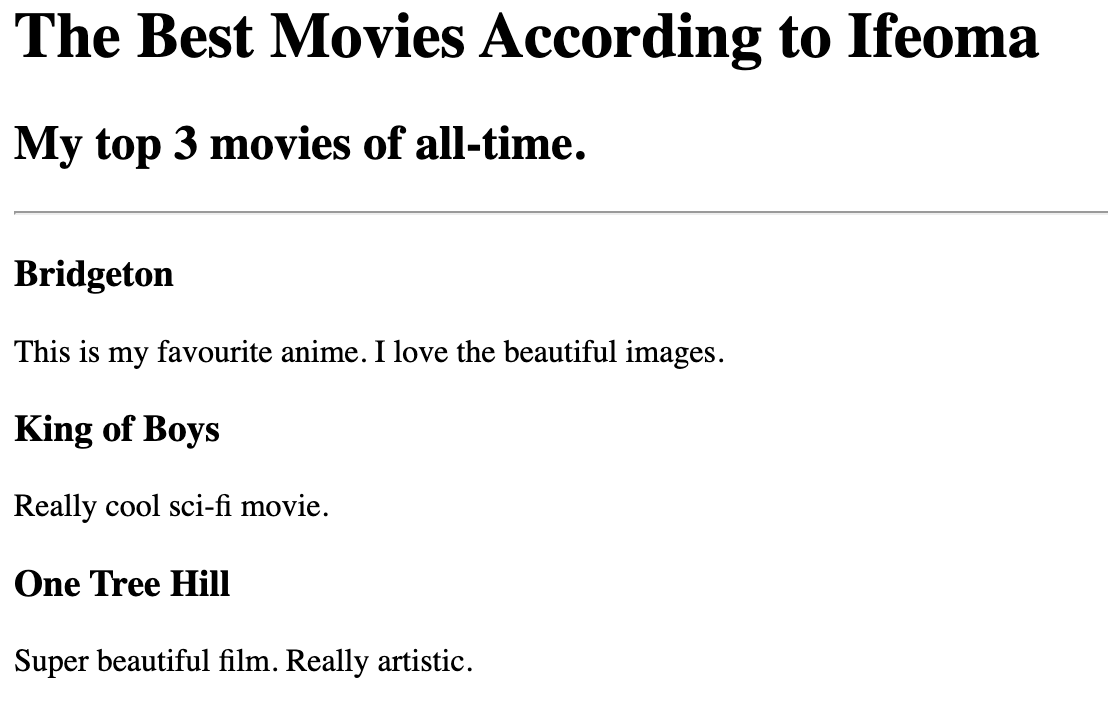 The Best Movies According to Ifeoma
My top 3 movies of all-time.
Bridgeton
This is my favourite anime. I love the beautiful images.
King of Boys
Really cool sci-fi movie.
One Tree Hill
Super beautiful film. Really artistic.